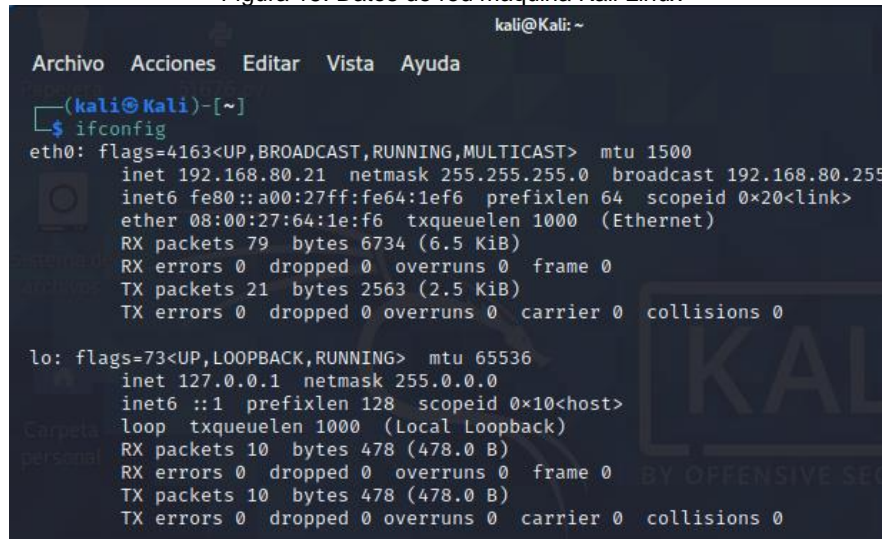 kali@Kali: ~
Archivo Acciones Editar Vista Ayuda
(kali㉿Kali)-[~]
$ ifconfig
eth0: flags=4163<UP,BROADCAST,RUNNING,MULTICAST> mtu 1500
inet 192.168.80.21 netmask 255.255.255.0 broadcast 192.168.80.255
inet6 fe80::a00:27ff:fe64:1ef6 prefixlen 64 scopeid 0×20<link>
ether 08:00:27:64:1e:f6 txqueuelen 1000 (Ethernet)
RX packets 79 bytes 6734 (6.5 KiB)
RX errors 0 dropped 0 overruns 0 frame 0
TX packets 21 bytes 2563 (2.5 KiB)
TX errors 0 dropped 0 overruns 0 carrier 0 collisions 0
lo: flags=73<UP,LOOPBACK,RUNNING> mtu 65536
inet 127.0.0.1 netmask 255.0.0.0
inet6 ::1 prefixlen 128 scopeid 0×10<host>
loop txqueuelen 1000 (Local Loopback)
RX packets 10 bytes 478 (478.0 B)
RX errors 0 dropped 0 overruns 0 frame 0
TX packets 10 bytes 478 (478.0 B)
TX errors 0 dropped 0 overruns 0 carrier 0 collisions 0
Carpeta
personal
KAL
BY OFFENSIVE SEC